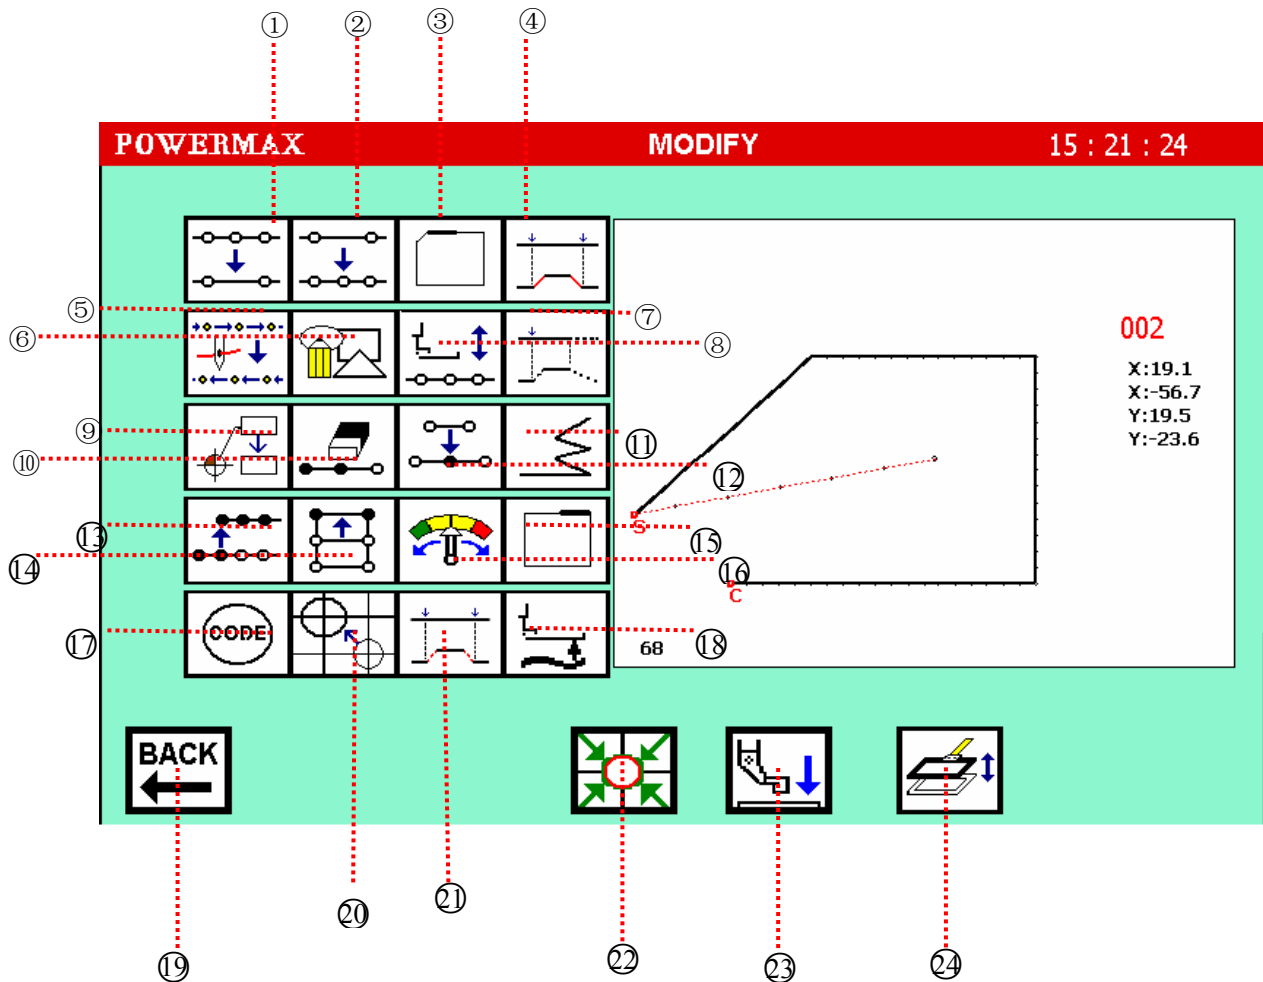 ① ② ③ ④
POWERMAX MODIFY 15 : 21 : 24
⑤ ⑦
⑥ ⑧
002
X:19.1
X:-56.7
Y:19.5
Y:-23.6
⑨ ⑪
⑩ ⑫
S
⑬ ⑮
⑭ ⑯
C
CODE
⑰ ⑱
68
BACK
⑳ ㉑
⑲ ㉒ ㉓ ㉔